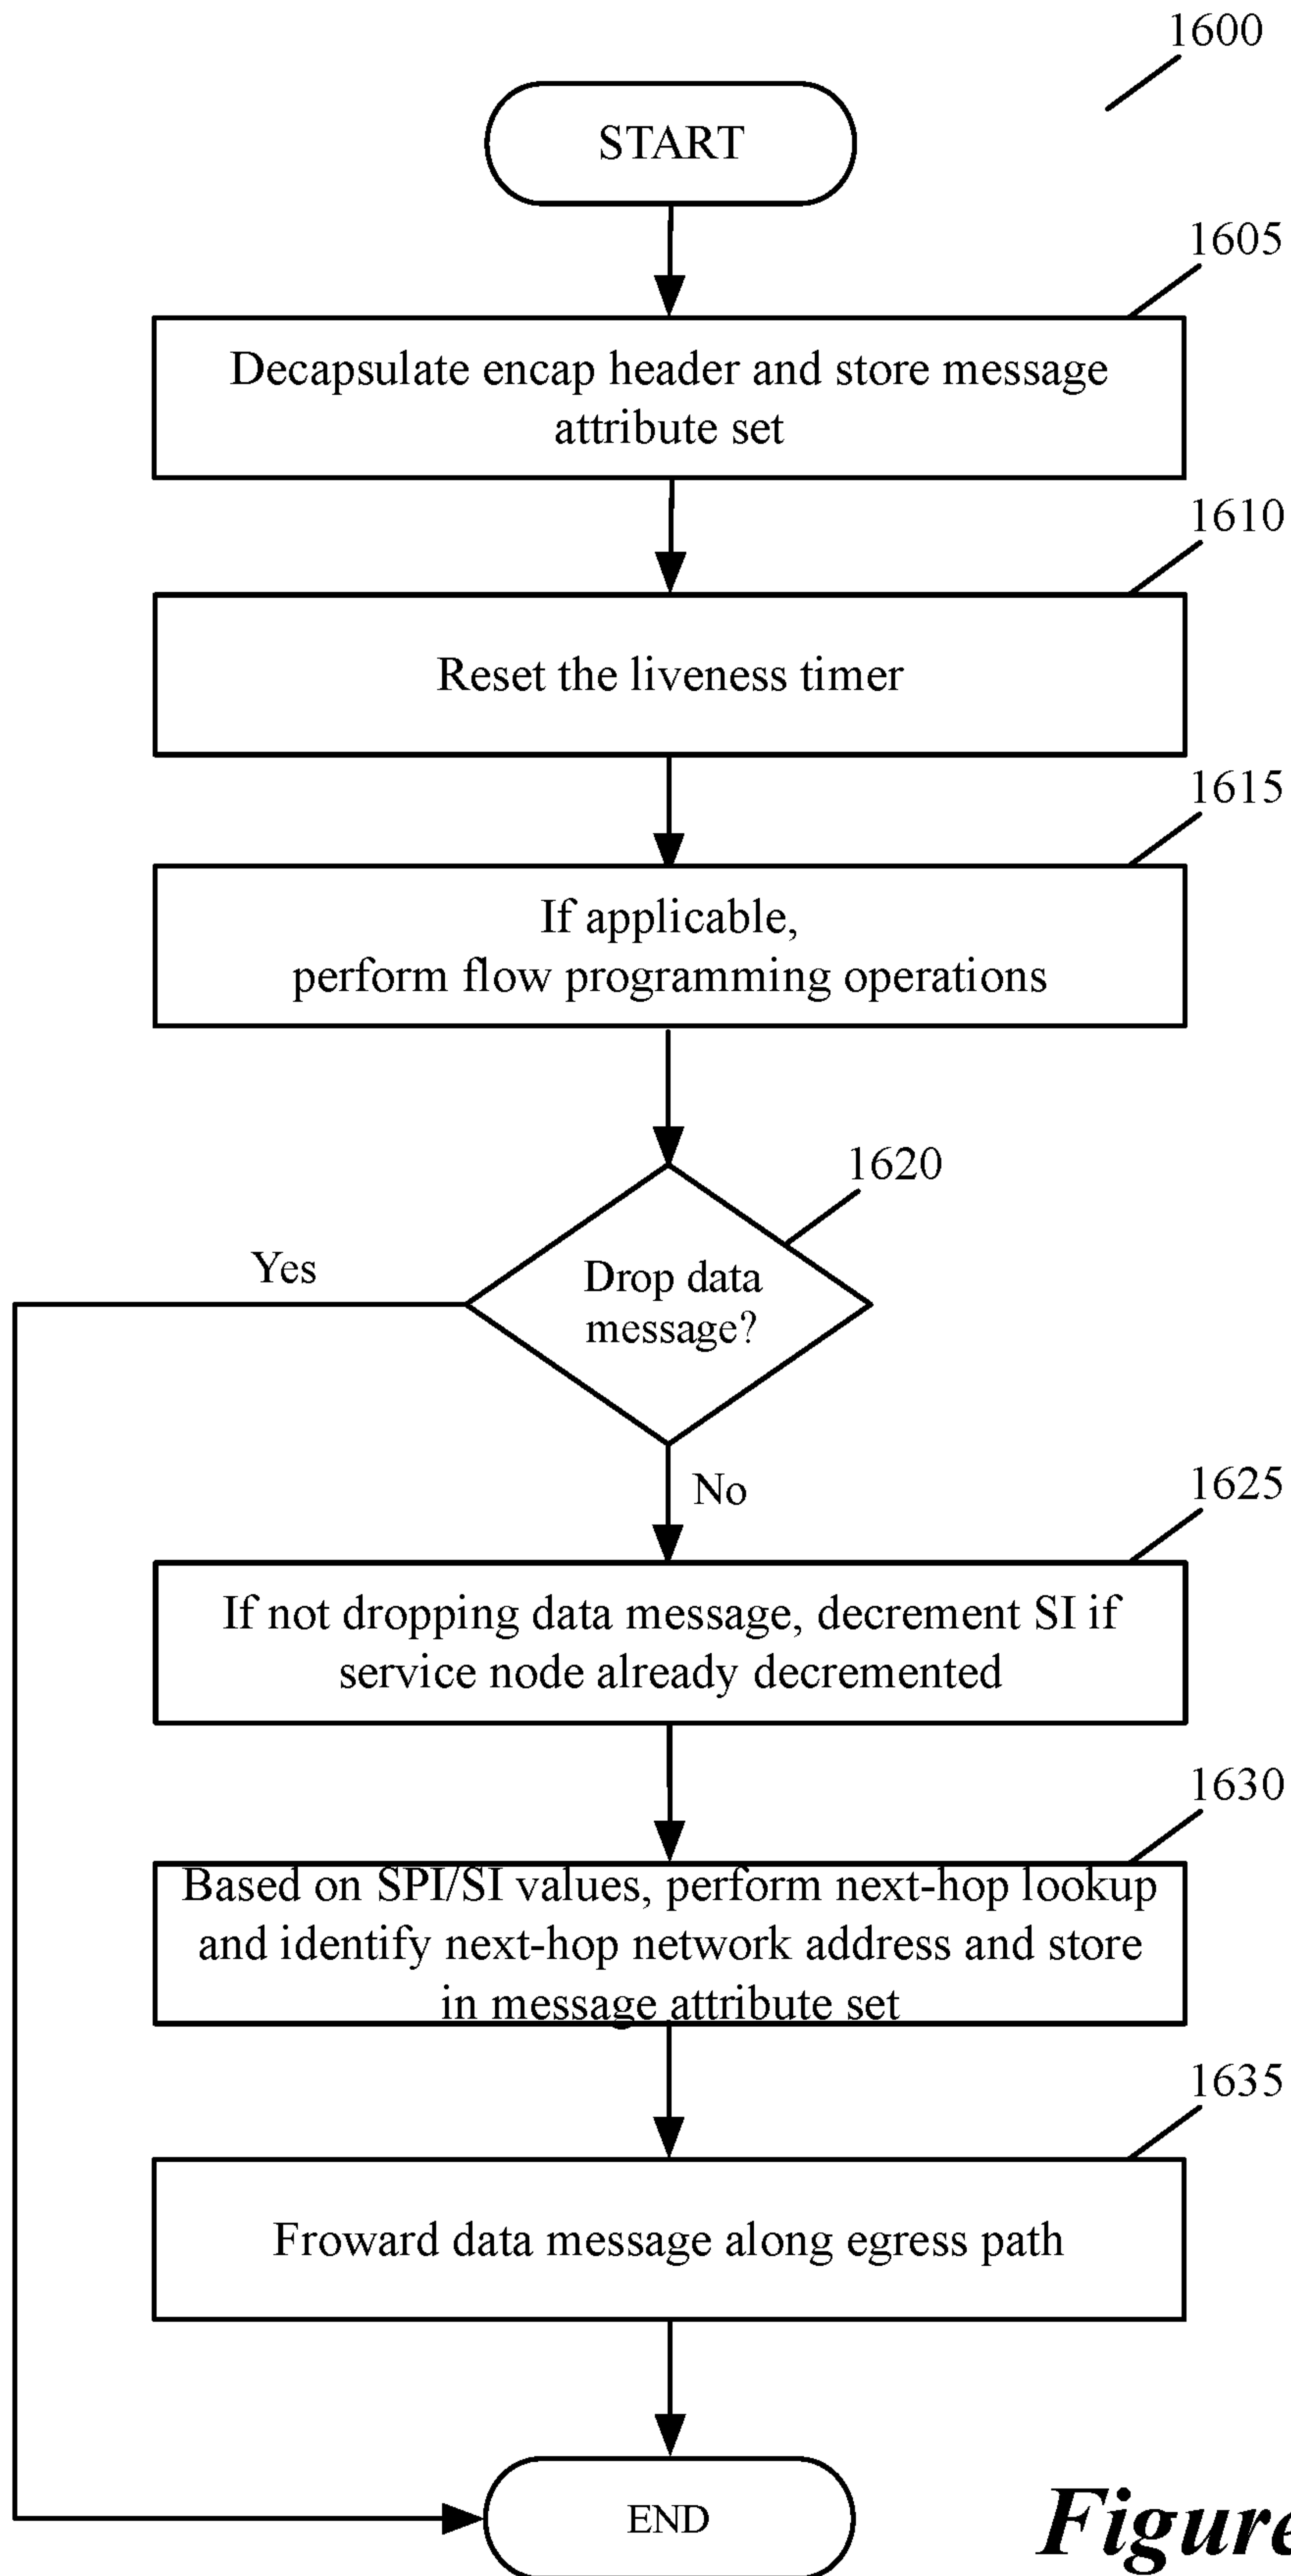 1600
START
1605
Decapsulate encap header and store message
attribute set
1610
Reset the liveness timer
1615
If applicable,
perform flow programming operations
1620
Drop data
message?
Yes
No
1625
If not dropping data message, decrement SI if
service node already decremented
1630
Based on SPI/SI values, perform next-hop lookup
and identify next-hop network address and store
in message attribute set
1635
Froward data message along egress path
END
Figure